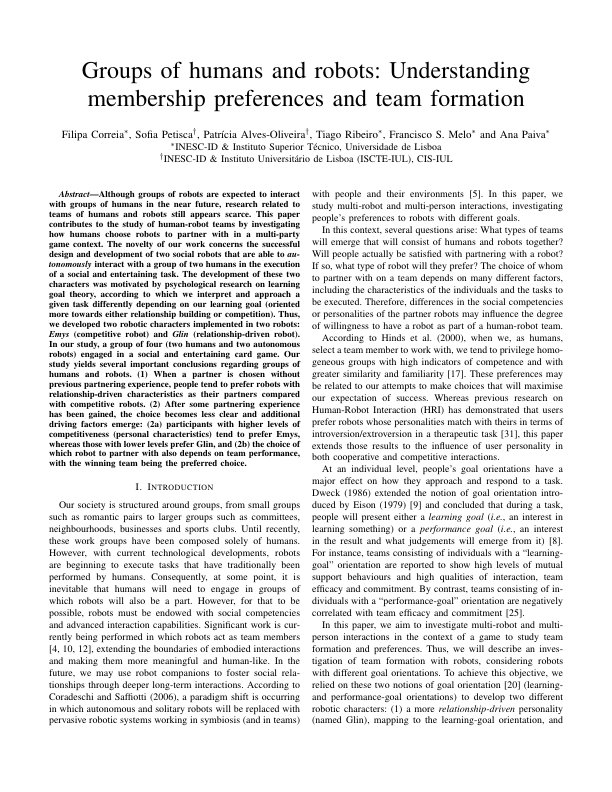 Groups of humans and robots: Understanding
membership preferences and team formation
Filipa Correia*, Sofia Petisca†, Patrícia Alves-Oliveira†, Tiago Ribeiro*, Francisco S. Melo* and Ana Paiva*
*INESC-ID & Instituto Superior Técnico, Universidade de Lisboa
†INESC-ID & Instituto Universitário de Lisboa (ISCTE-IUL), CIS-IUL
Abstract—Although groups of robots are expected to interact
with groups of humans in the near future, research related to
teams of humans and robots still appears scarce. This paper
contributes to the study of human-robot teams by investigating
how humans choose robots to partner with in a multi-party
game context. The novelty of our work concerns the successful
design and development of two social robots that are able to au-
tonomously interact with a group of two humans in the execution
of a social and entertaining task. The development of these two
characters was motivated by psychological research on learning
goal theory, according to which we interpret and approach a
given task differently depending on our learning goal (oriented
more towards either relationship building or competition). Thus,
we developed two robotic characters implemented in two robots:
Emys (competitive robot) and Glin (relationship-driven robot).
In our study, a group of four (two humans and two autonomous
robots) engaged in a social and entertaining card game. Our
study yields several important conclusions regarding groups of
humans and robots. (1) When a partner is chosen without
previous partnering experience, people tend to prefer robots with
relationship-driven characteristics as their partners compared
with competitive robots. (2) After some partnering experience
has been gained, the choice becomes less clear and additional
driving factors emerge: (2a) participants with higher levels of
competitiveness (personal characteristics) tend to prefer Emys,
whereas those with lower levels prefer Glin, and (2b) the choice of
which robot to partner with also depends on team performance,
with the winning team being the preferred choice.
I. Introduction
Our society is structured around groups, from small groups
such as romantic pairs to larger groups such as committees,
neighbourhoods, businesses and sports clubs. Until recently,
these work groups have been composed solely of humans.
However, with current technological developments, robots
are beginning to execute tasks that have traditionally been
performed by humans. Consequently, at some point, it is
inevitable that humans will need to engage in groups of
which robots will also be a part. However, for that to be
possible, robots must be endowed with social competencies
and advanced interaction capabilities. Significant work is cur-
rently being performed in which robots act as team members
[4, 10, 12], extending the boundaries of embodied interactions
and making them more meaningful and human-like. In the
future, we may use robot companions to foster social rela-
tionships through deeper long-term interactions. According to
Coradeschi and Saffiotti (2006), a paradigm shift is occurring
in which autonomous and solitary robots will be replaced with
pervasive robotic systems working in symbiosis (and in teams)
with people and their environments [5]. In this paper, we
study multi-robot and multi-person interactions, investigating
people's preferences to robots with different goals.
In this context, several questions arise: What types of teams
will emerge that will consist of humans and robots together?
Will people actually be satisfied with partnering with a robot?
If so, what type of robot will they prefer? The choice of whom
to partner with on a team depends on many different factors,
including the characteristics of the individuals and the tasks to
be executed. Therefore, differences in the social competencies
or personalities of the partner robots may influence the degree
of willingness to have a robot as part of a human-robot team.
According to Hinds et al. (2000), when we, as humans,
select a team member to work with, we tend to privilege homo-
geneous groups with high indicators of competence and with
greater similarity and familiarity [17]. These preferences may
be related to our attempts to make choices that will maximise
our expectation of success. Whereas previous research on
Human-Robot Interaction (HRI) has demonstrated that users
prefer robots whose personalities match with theirs in terms of
introversion/extroversion in a therapeutic task [31], this paper
extends those results to the influence of user personality in
both cooperative and competitive interactions.
At an individual level, people's goal orientations have a
major effect on how they approach and respond to a task.
Dweck (1986) extended the notion of goal orientation intro-
duced by Eison (1979) [9] and concluded that during a task,
people will present either a learning goal (i.e., an interest in
learning something) or a performance goal (i.e., an interest
in the result and what judgements will emerge from it) [8].
For instance, teams consisting of individuals with a “learning-
goal” orientation are reported to show high levels of mutual
support behaviours and high qualities of interaction, team
efficacy and commitment. By contrast, teams consisting of in-
dividuals with a “performance-goal” orientation are negatively
correlated with team efficacy and commitment [25].
In this paper, we aim to investigate multi-robot and multi-
person interactions in the context of a game to study team
formation and preferences. Thus, we will describe an inves-
tigation of team formation with robots, considering robots
with different goal orientations. To achieve this objective, we
relied on these two notions of goal orientation [20] (learning-
and performance-goal orientations) to develop two different
robotic characters: (1) a more relationship-driven personality
(named Glin), mapping to the learning-goal orientation, and